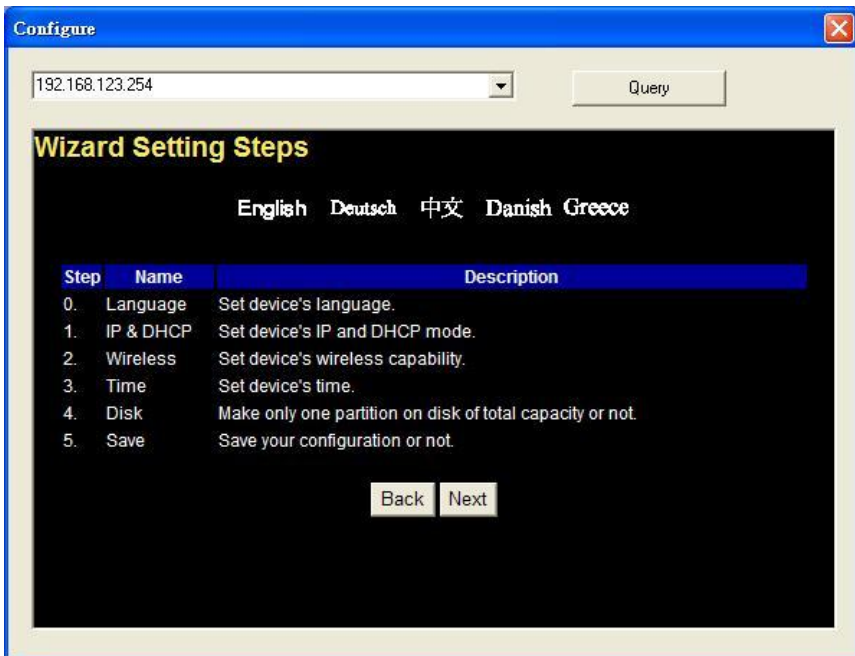 Configure
192.168.123.254 Query
Wizard Setting Steps
English Deutsch 中文 Danish Greece
Step Name Description
0. Language Set device's language.
1. IP & DHCP Set device's IP and DHCP mode.
2. Wireless Set device's wireless capability.
3. Time Set device's time.
4. Disk Make only one partition on disk of total capacity or not.
5. Save Save your configuration or not.
Back Next